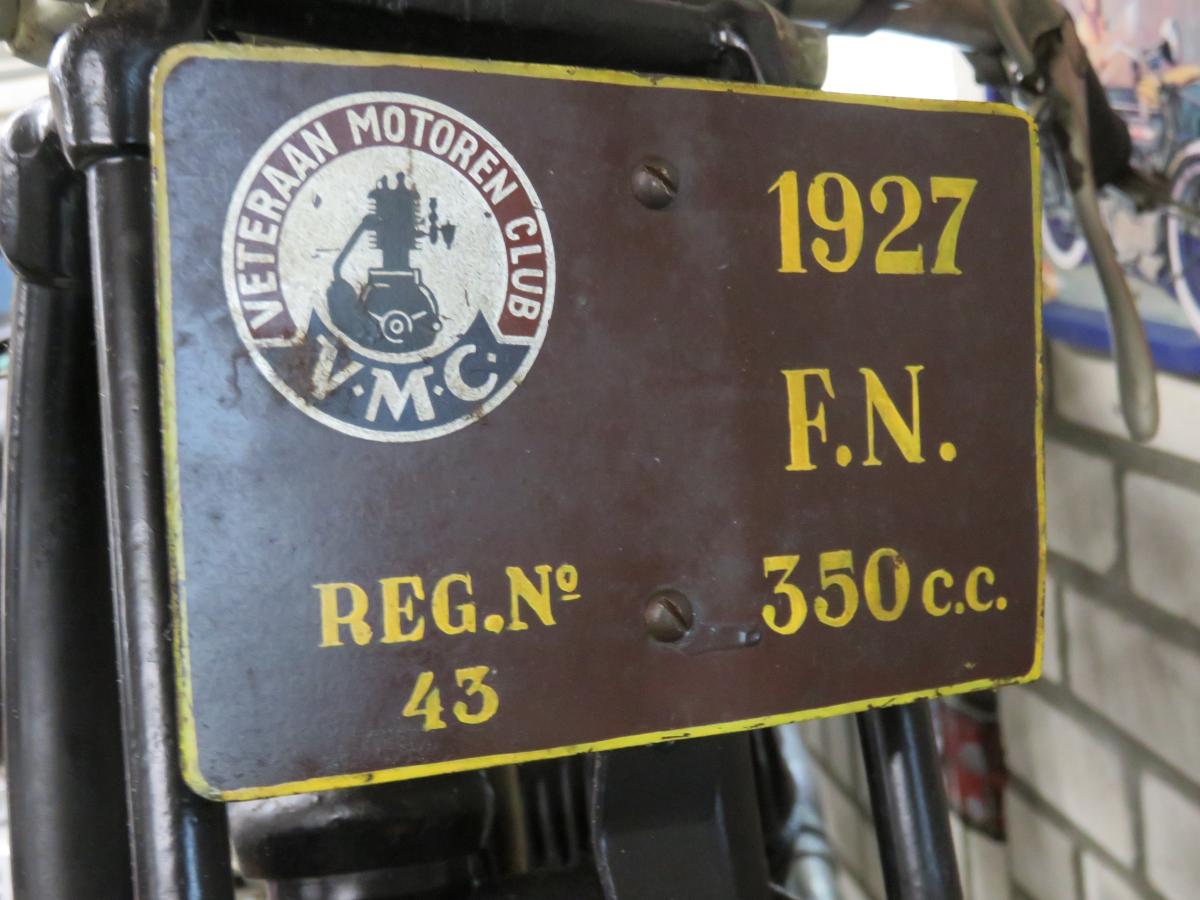 VETERAAN MOTOREN CLUB
V.M.C.
1927
F.N.
350 c.c.
REG. Nº
43